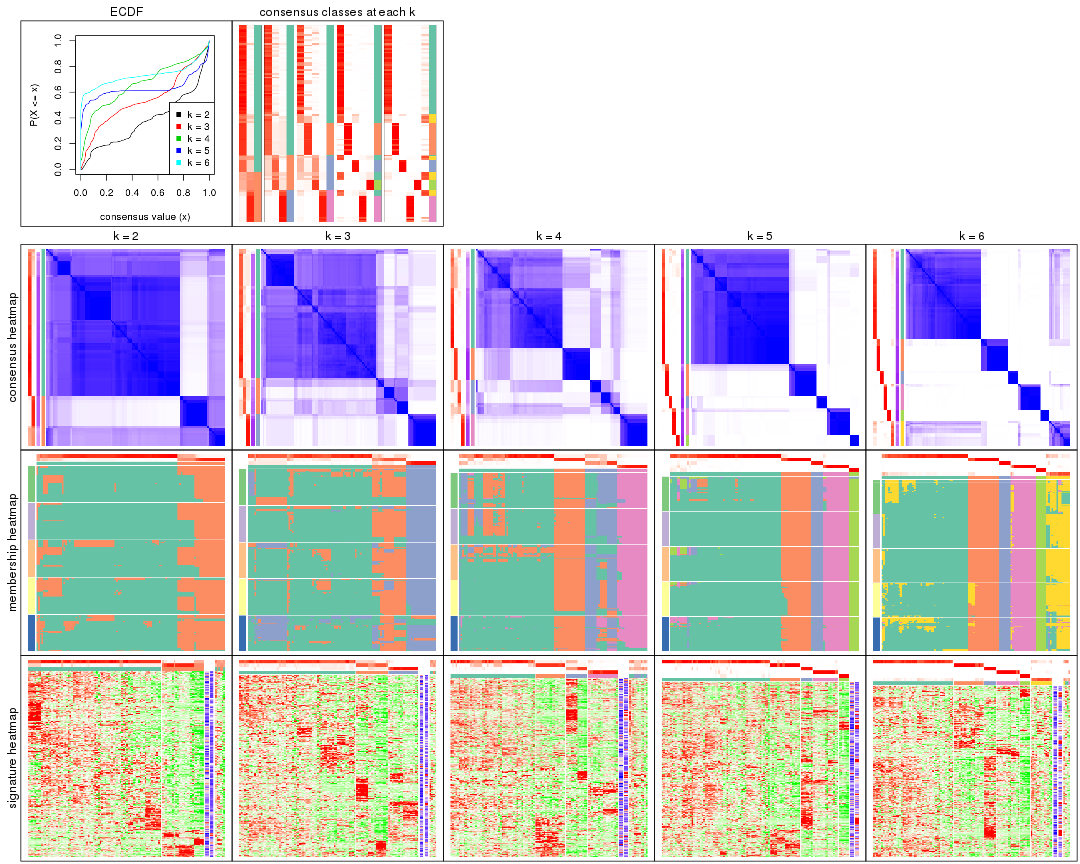 ECDF
consensus classes at each k
P(X <= x)
0.0 0.2 0.4 0.6 0.8 1.0
k = 2
k = 3
k = 4
k = 5
k = 6
0.0 0.2 0.4 0.6 0.8 1.0
consensus value (x)
k = 2 k = 3 k = 4 k = 5 k = 6
consensus heatmap
membership heatmap
signature heatmap